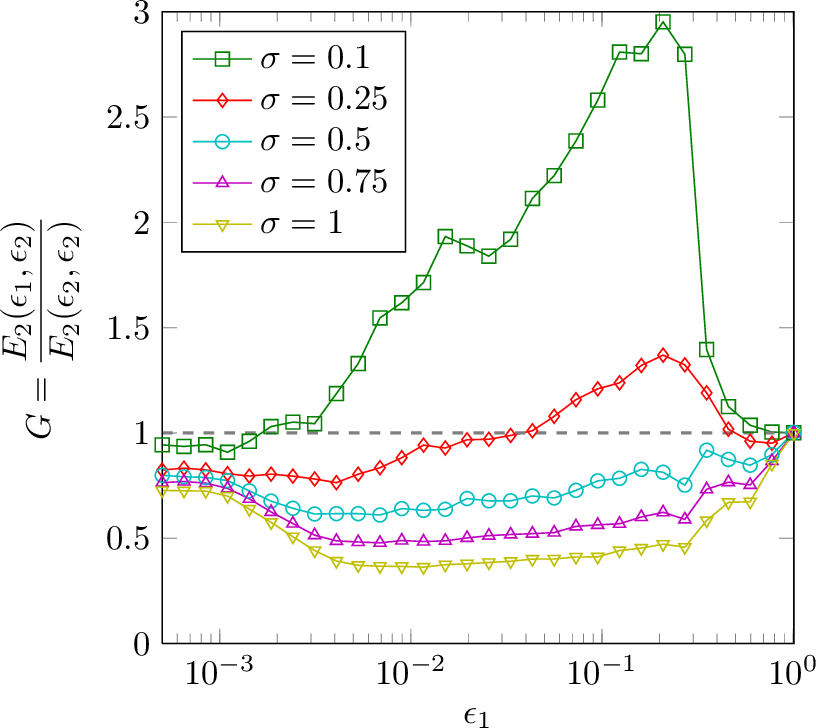 3
2.5
2
1.5
1
0.5
0
σ = 0.1
σ = 0.25
σ = 0.5
σ = 0.75
σ = 1
G = E₂(ϵ₁, ϵ₂) / E₂(ϵ₂, ϵ₂)
10⁻³ 10⁻² 10⁻¹ 10⁰
ϵ₁